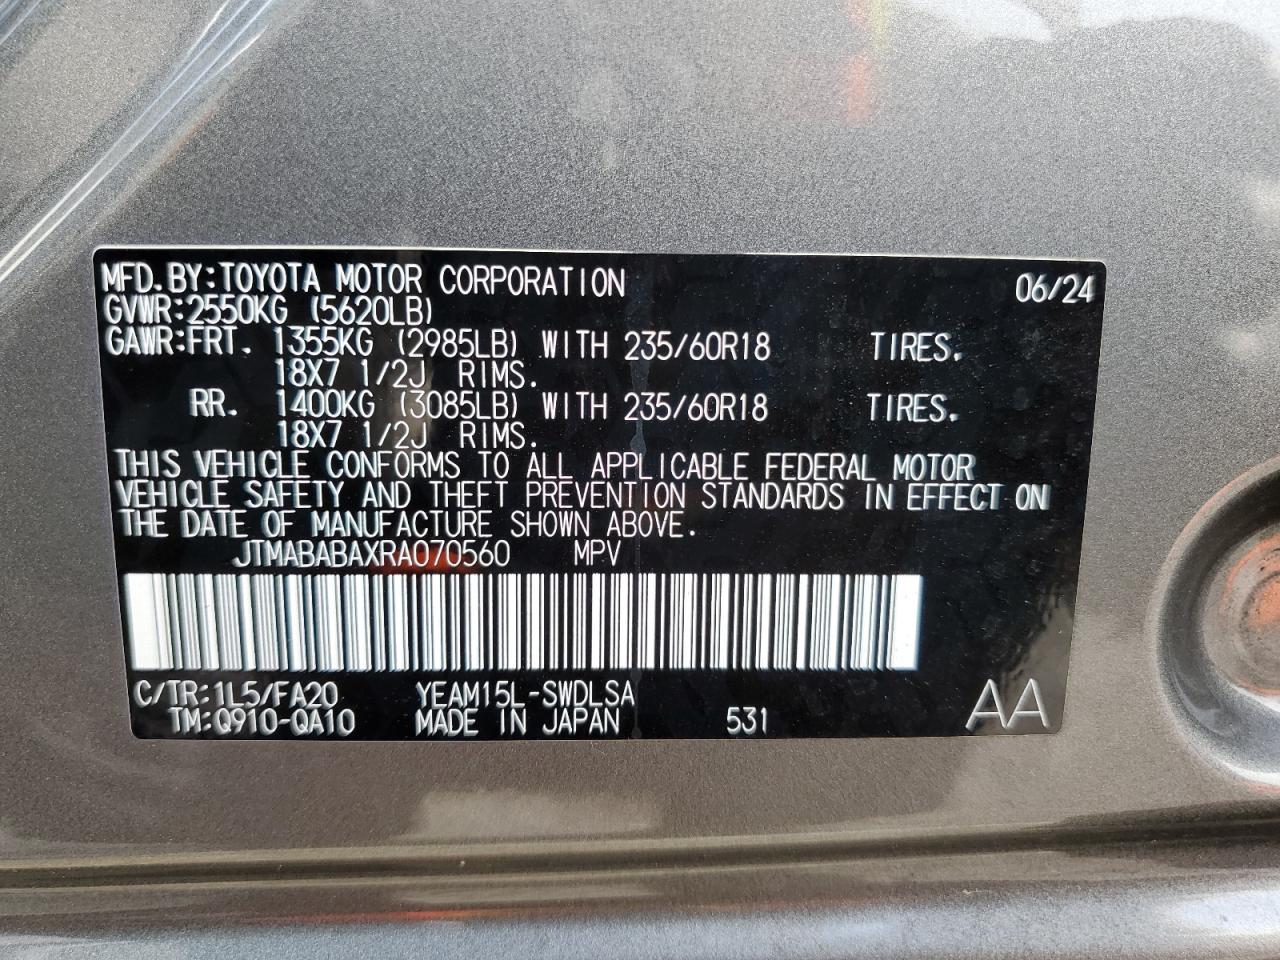 MFD.BY:TOYOTA MOTOR CORPORATION 06/24
GVWR:2550KG (5620LB)
GAWR:FRT. 1355KG (2985LB) WITH 235/60R18 TIRES.
18X7 1/2J RIMS.
RR. 1400KG (3085LB) WITH 235/60R18 TIRES.
18X7 1/2J RIMS.
THIS VEHICLE CONFORMS TO ALL APPLICABLE FEDERAL MOTOR
VEHICLE SAFETY AND THEFT PREVENTION STANDARDS IN EFFECT ON
THE DATE OF MANUFACTURE SHOWN ABOVE.
JTMABABAXRA070560 MPV
C/TR:1L5/FA20 YEAM15L-SWDLSA
TM:Q910-QA10 MADE IN JAPAN 531 AA